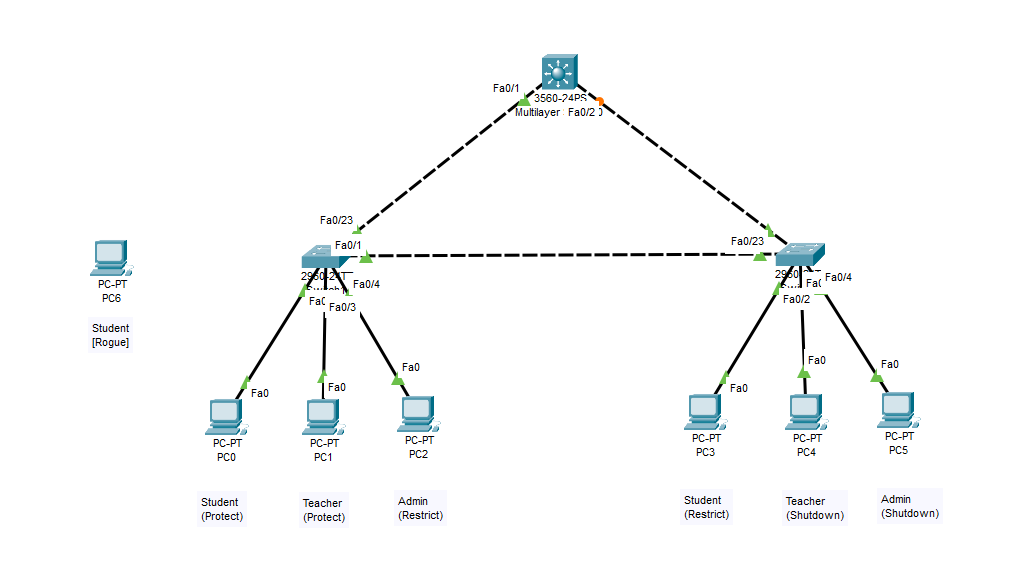 Fa0/1
3560-24PS
Multilayer
Fa0/2
Fa0/23
Fa0/1
Fa0/23
Fa0/4
Fa0/4
Fa0/3
Fa0/2
PC-PT
PC6
Student
[Rogue]
Fa0
Fa0
Fa0
Fa0
Fa0
Fa0
PC-PT
PC0
PC-PT
PC1
PC-PT
PC2
PC-PT
PC3
PC-PT
PC4
PC-PT
PC5
Student
(Protect)
Teacher
(Protect)
Admin
(Restrict)
Student
(Restrict)
Teacher
(Shutdown)
Admin
(Shutdown)